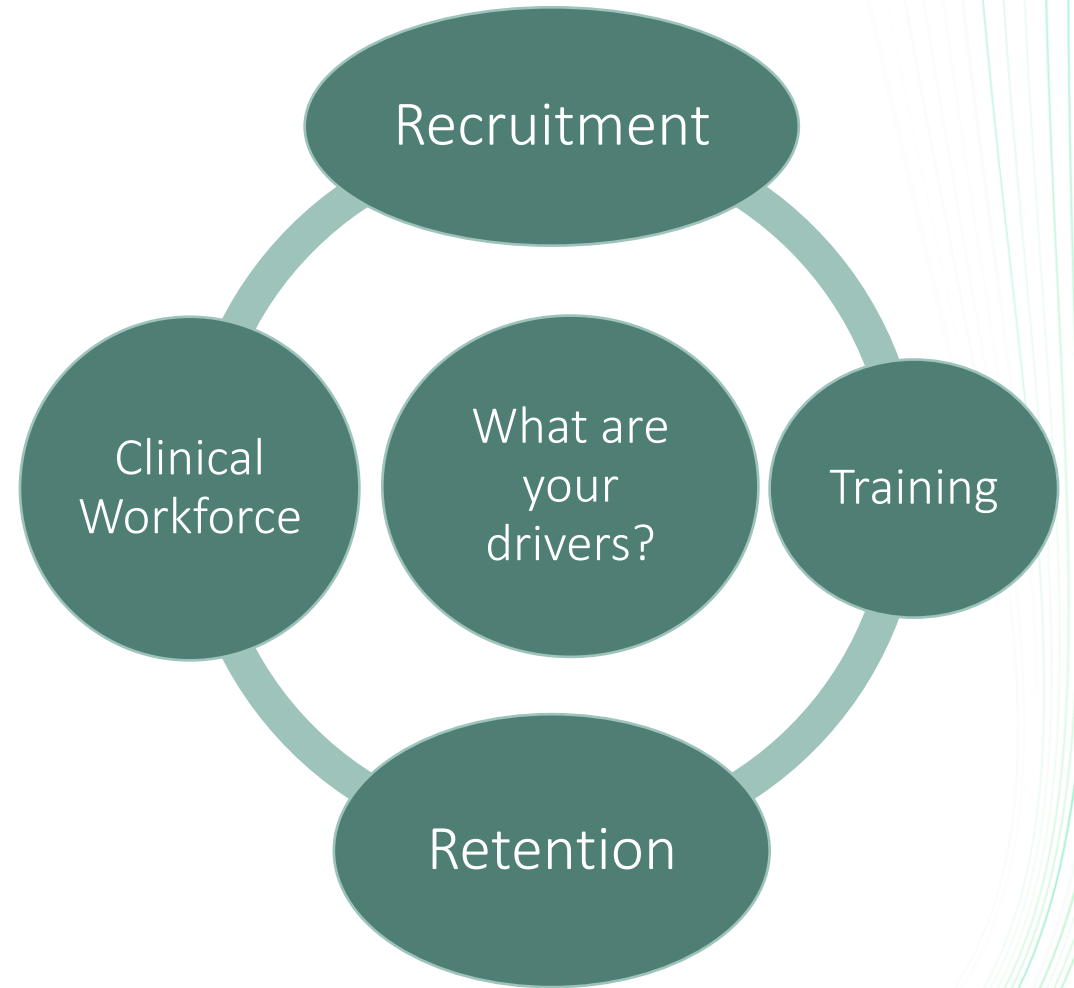 Recruitment
Clinical
Workforce
What are
your
drivers?
Training
Retention